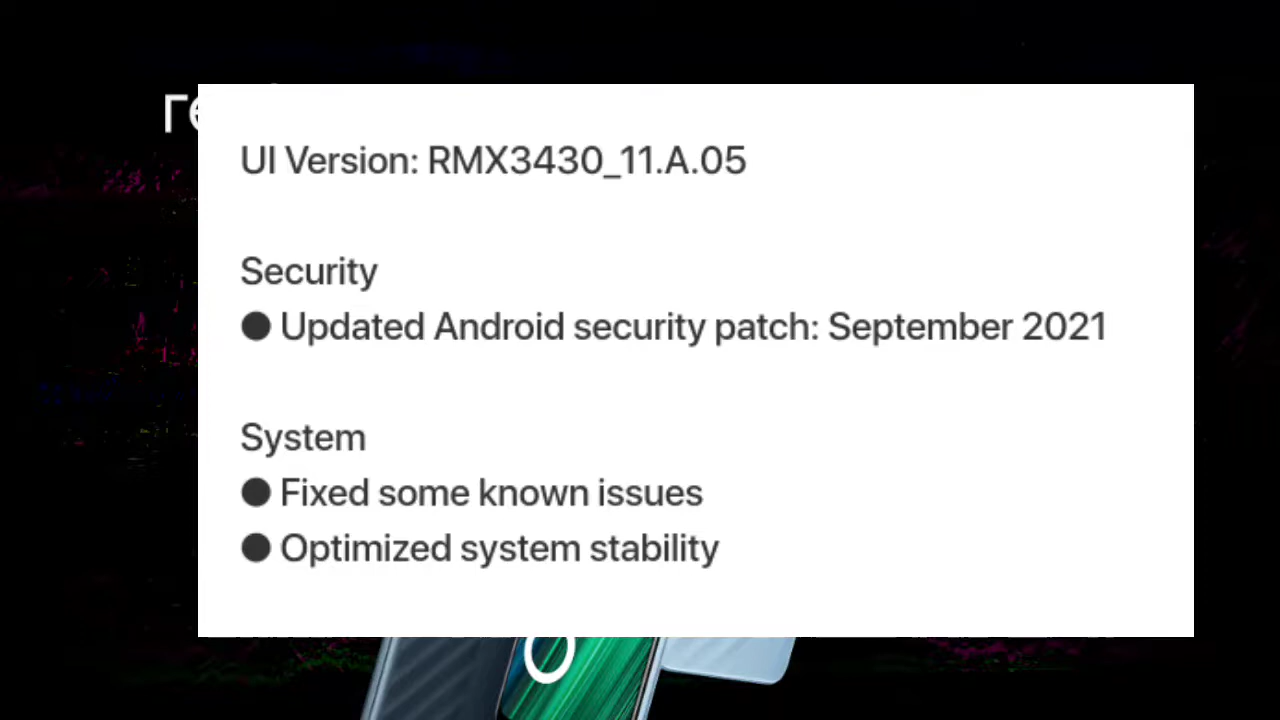 re
UI Version: RMX3430_11.A.05
Security
● Updated Android security patch: September 2021
System
● Fixed some known issues
● Optimized system stability